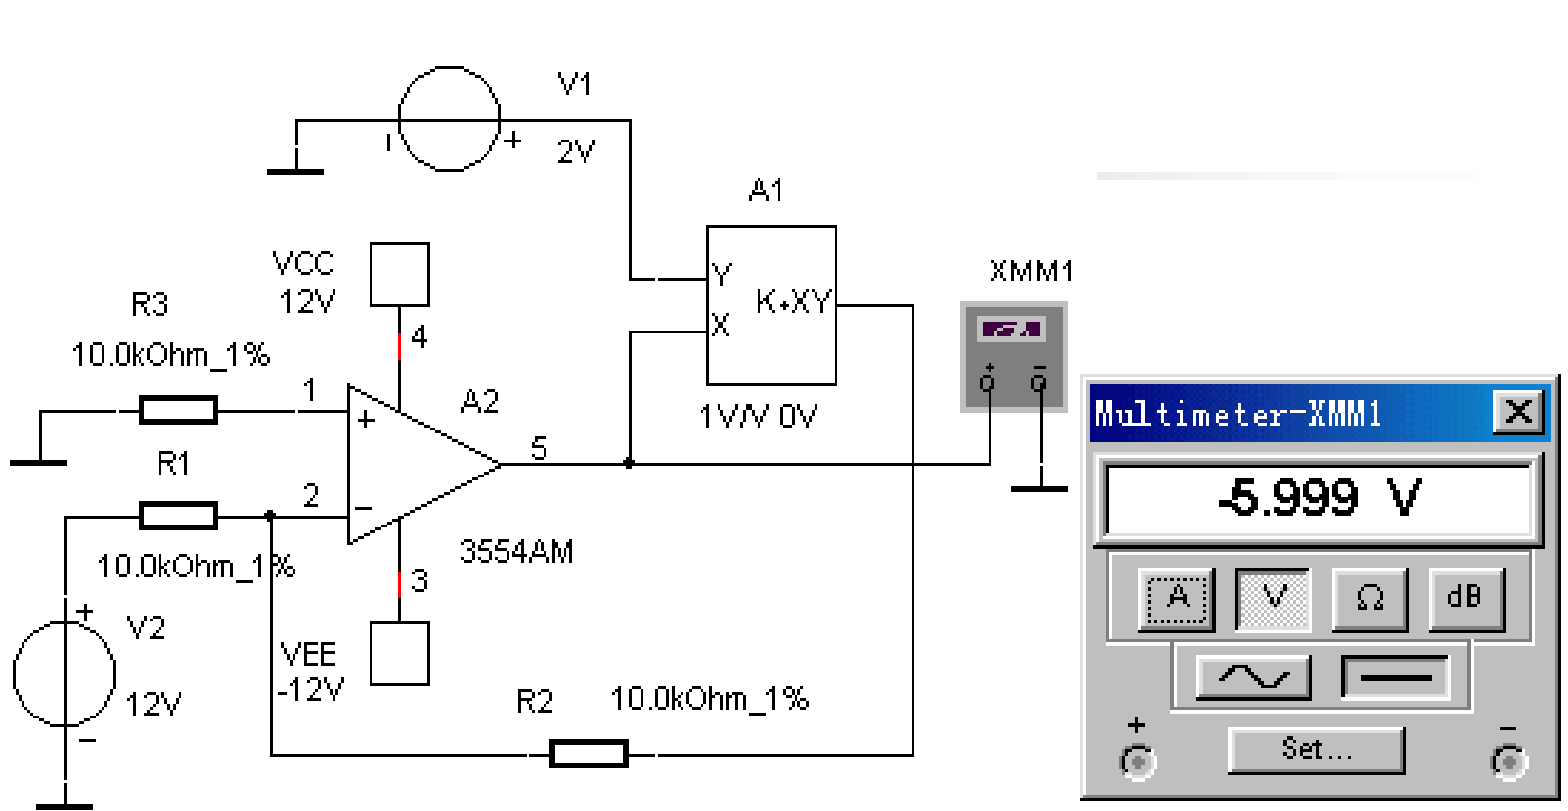 V1
2V
A1
Y
X
K*XY
1V/V 0V
XMM1
VCC
12V
4
R3
10.0kOhm_1%
1
A2
+
5
R1
2
−
10.0kOhm_1%
3554AM
3
+
V2
12V
−
VEE
-12V
R2
10.0kOhm_1%
Multimeter-XMM1
-5.999 V
A V Ω dB
+ −
Set...